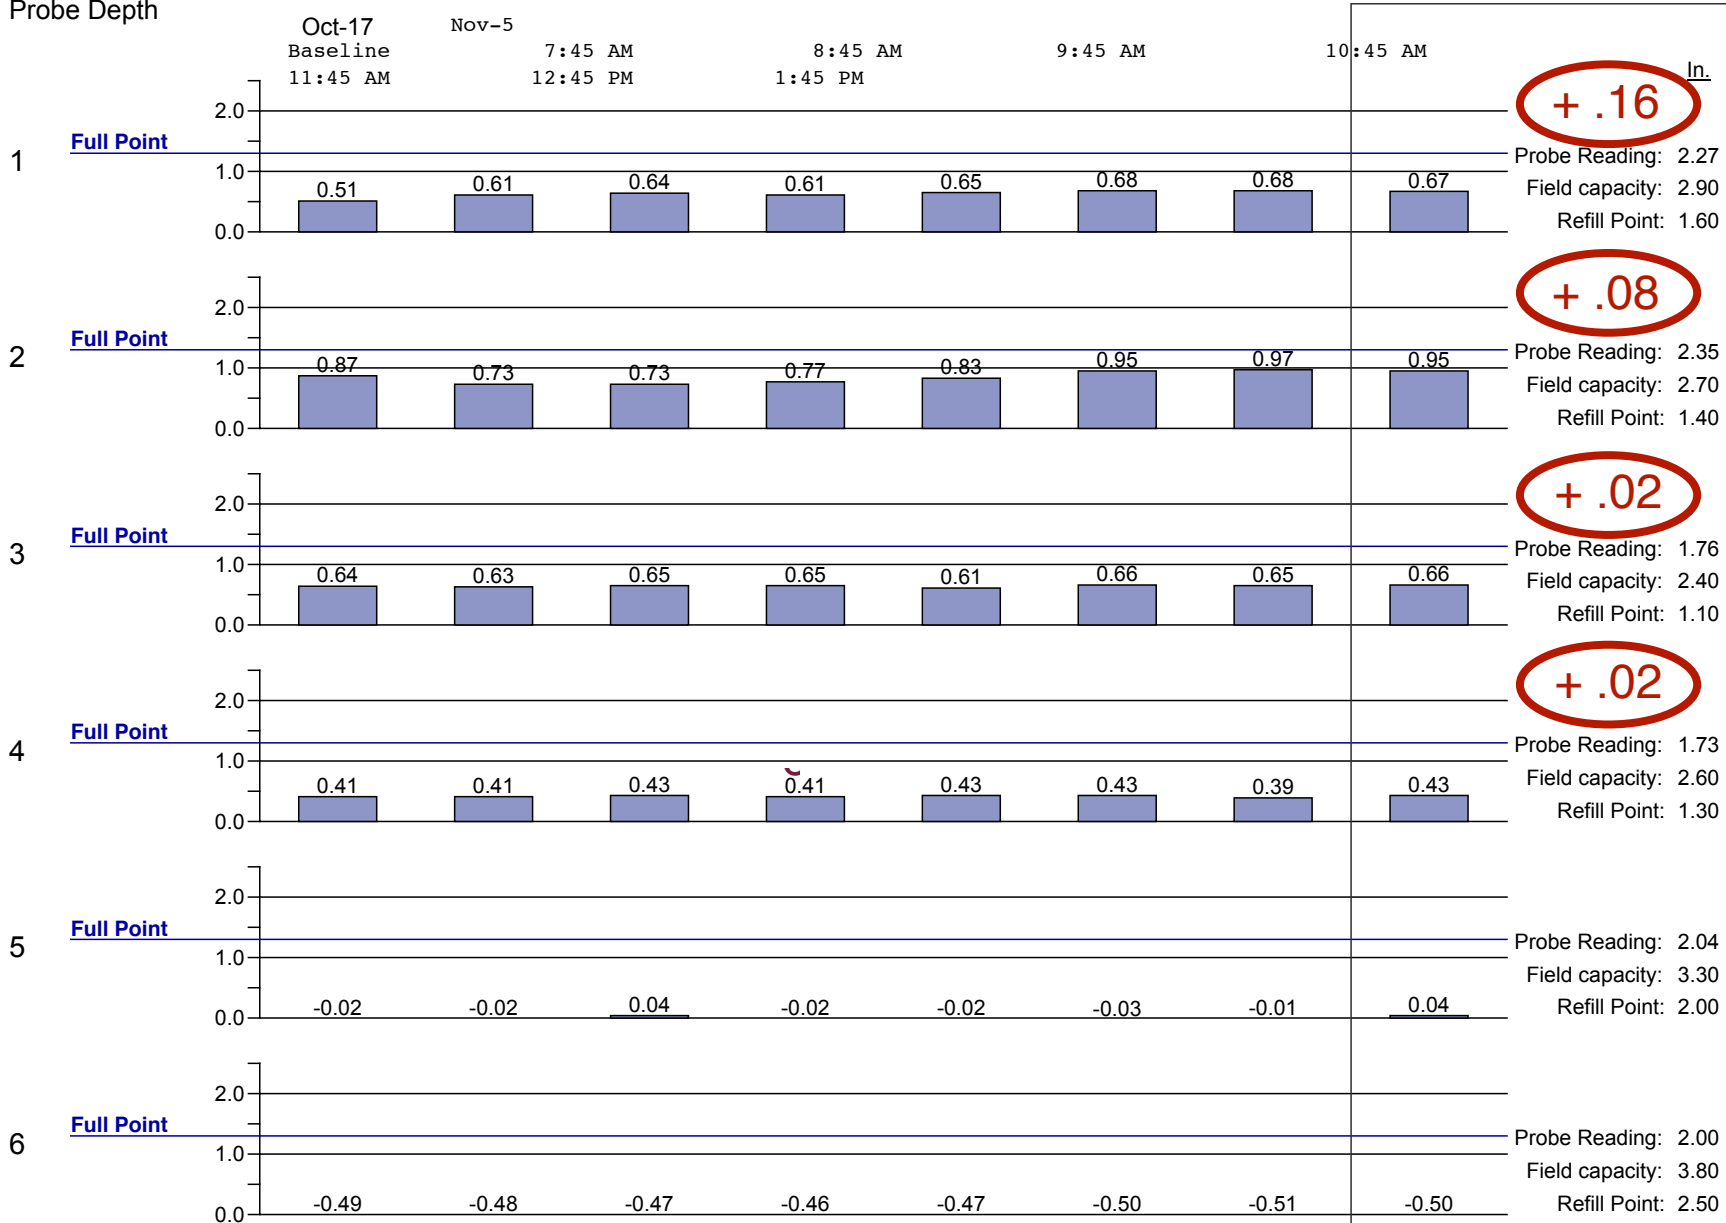 Probe Depth
Oct-17 Nov-5
Baseline 7:45 AM 8:45 AM 9:45 AM 10:45 AM
11:45 AM 12:45 PM 1:45 PM
In.
+ .16
2.0
Full Point
1
1.0
0.0
0.51 0.61 0.64 0.61 0.65 0.68 0.68 0.67
Probe Reading: 2.27
Field capacity: 2.90
Refill Point: 1.60
+ .08
2.0
Full Point
2
1.0
0.0
0.87 0.73 0.73 0.77 0.83 0.95 0.97 0.95
Probe Reading: 2.35
Field capacity: 2.70
Refill Point: 1.40
+ .02
2.0
Full Point
3
1.0
0.0
0.64 0.63 0.65 0.65 0.61 0.66 0.65 0.66
Probe Reading: 1.76
Field capacity: 2.40
Refill Point: 1.10
+ .02
2.0
Full Point
4
1.0
0.0
0.41 0.41 0.43 0.41 0.43 0.43 0.39 0.43
Probe Reading: 1.73
Field capacity: 2.60
Refill Point: 1.30
2.0
Full Point
5
1.0
0.0
-0.02 -0.02 0.04 -0.02 -0.02 -0.03 -0.01 0.04
Probe Reading: 2.04
Field capacity: 3.30
Refill Point: 2.00
2.0
Full Point
6
1.0
0.0
-0.49 -0.48 -0.47 -0.46 -0.47 -0.50 -0.51 -0.50
Probe Reading: 2.00
Field capacity: 3.80
Refill Point: 2.50